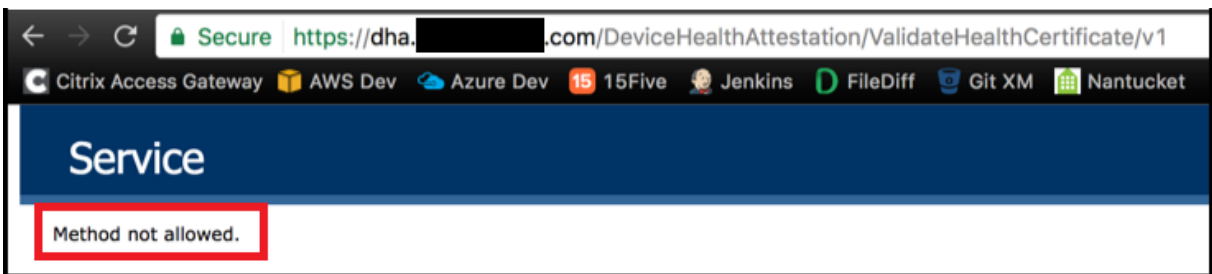 Secure https://dha. .com/DeviceHealthAttestation/ValidateHealthCertificate/v1
C Citrix Access Gateway AWS Dev Azure Dev 15 15Five Jenkins D FileDiff Git XM Nantucket
Service
Method not allowed.